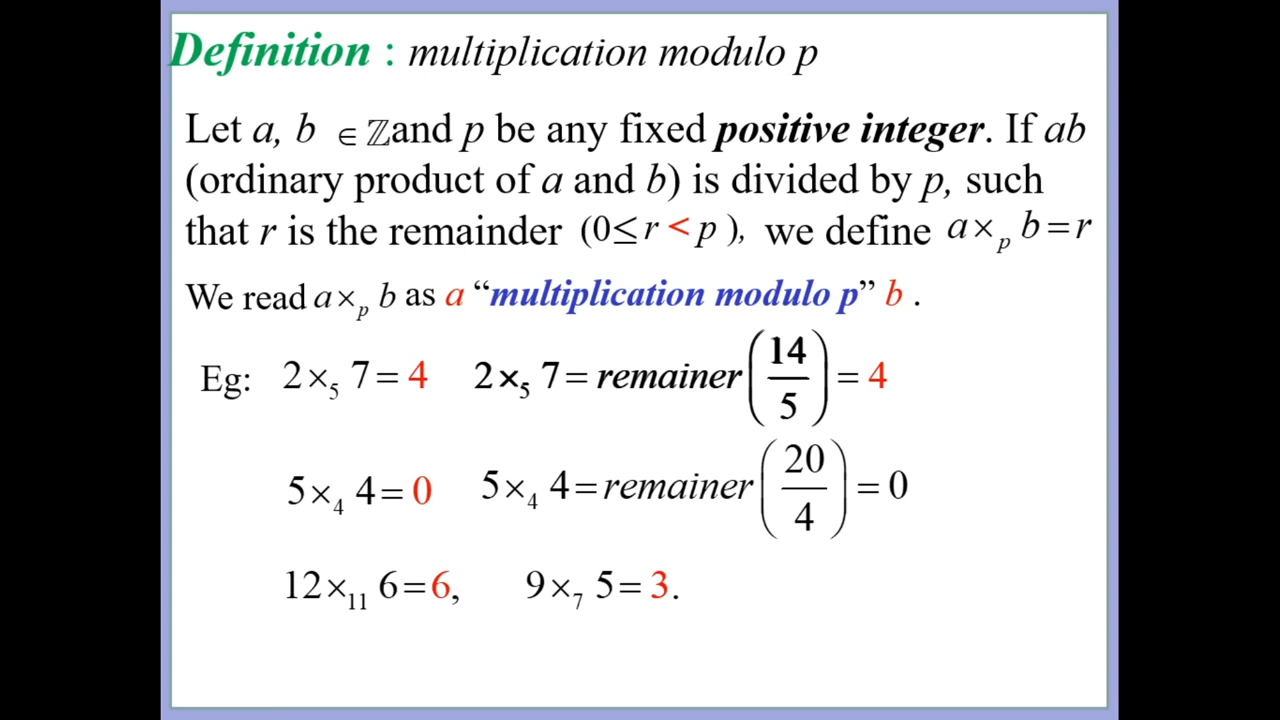 Definition : multiplication modulo p
Let a, b ∈ ℤand p be any fixed positive integer. If ab
(ordinary product of a and b) is divided by p, such
that r is the remainder (0≤r<p), we define a×ₚ b=r
We read a×ₚ b as a “multiplication modulo p” b .
Eg: 2×₅ 7=4 2×₅ 7=remainer(14/5)=4
5×₄ 4=0 5×₄ 4=remainer(20/4)=0
12×₁₁ 6=6, 9×₇ 5=3.